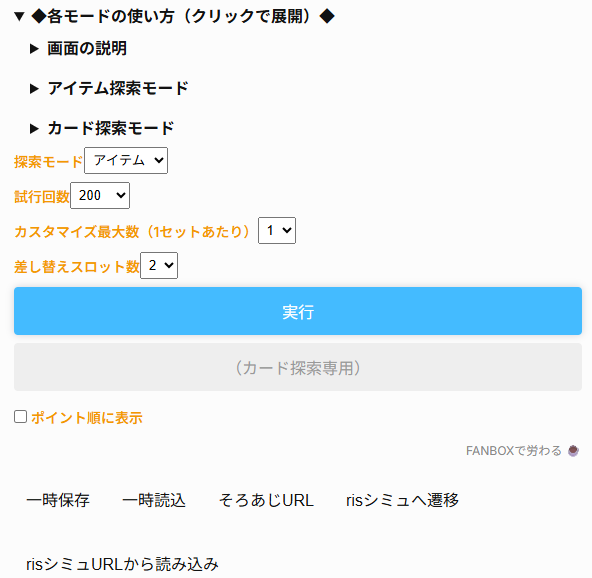 ▼ ◆各モードの使い方（クリックで展開）◆
▶ 画面の説明
▶ アイテム探索モード
▶ カード探索モード
探索モード アイテム
試行回数 200
カスタマイズ最大数（1セットあたり） 1
差し替えスロット数 2
実行
（カード探索専用）
ポイント順に表示
FANBOXで労わる
一時保存 一時読込 そろあじURL risシミュへ遷移
risシミュURLから読み込み